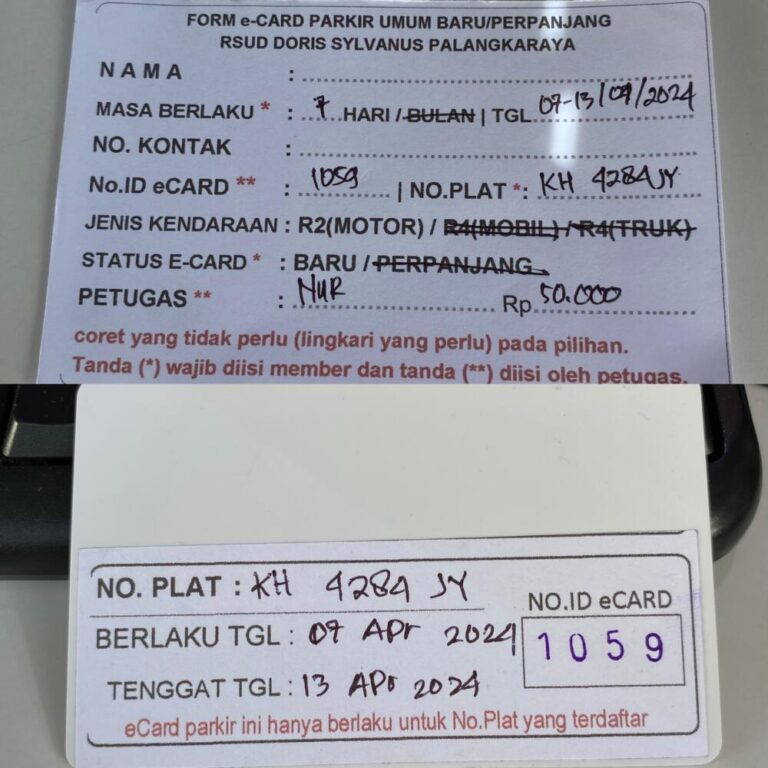 FORM e-CARD PARKIR UMUM BARU/PERPANJANG
RSUD DORIS SYLVANUS PALANGKARAYA
NAMA :
MASA BERLAKU * : 7 HARI / BULAN | TGL 07-13/04/2024
NO. KONTAK :
No.ID eCARD ** : 1059 | NO.PLAT * : KH 4284 JY
JENIS KENDARAAN : R2(MOTOR) / R4(MOBIL) / R4(TRUK)
STATUS E-CARD * : BARU / PERPANJANG
PETUGAS ** : NUR Rp 50.000
coret yang tidak perlu (lingkari yang perlu) pada pilihan.
Tanda (*) wajib diisi member dan tanda (**) diisi oleh petugas.
NO. PLAT : KH 4284 JY
NO.ID eCARD
BERLAKU TGL : 07 APr 2024
1059
TENGGAT TGL : 13 APr 2024
eCard parkir ini hanya berlaku untuk No.Plat yang terdaftar